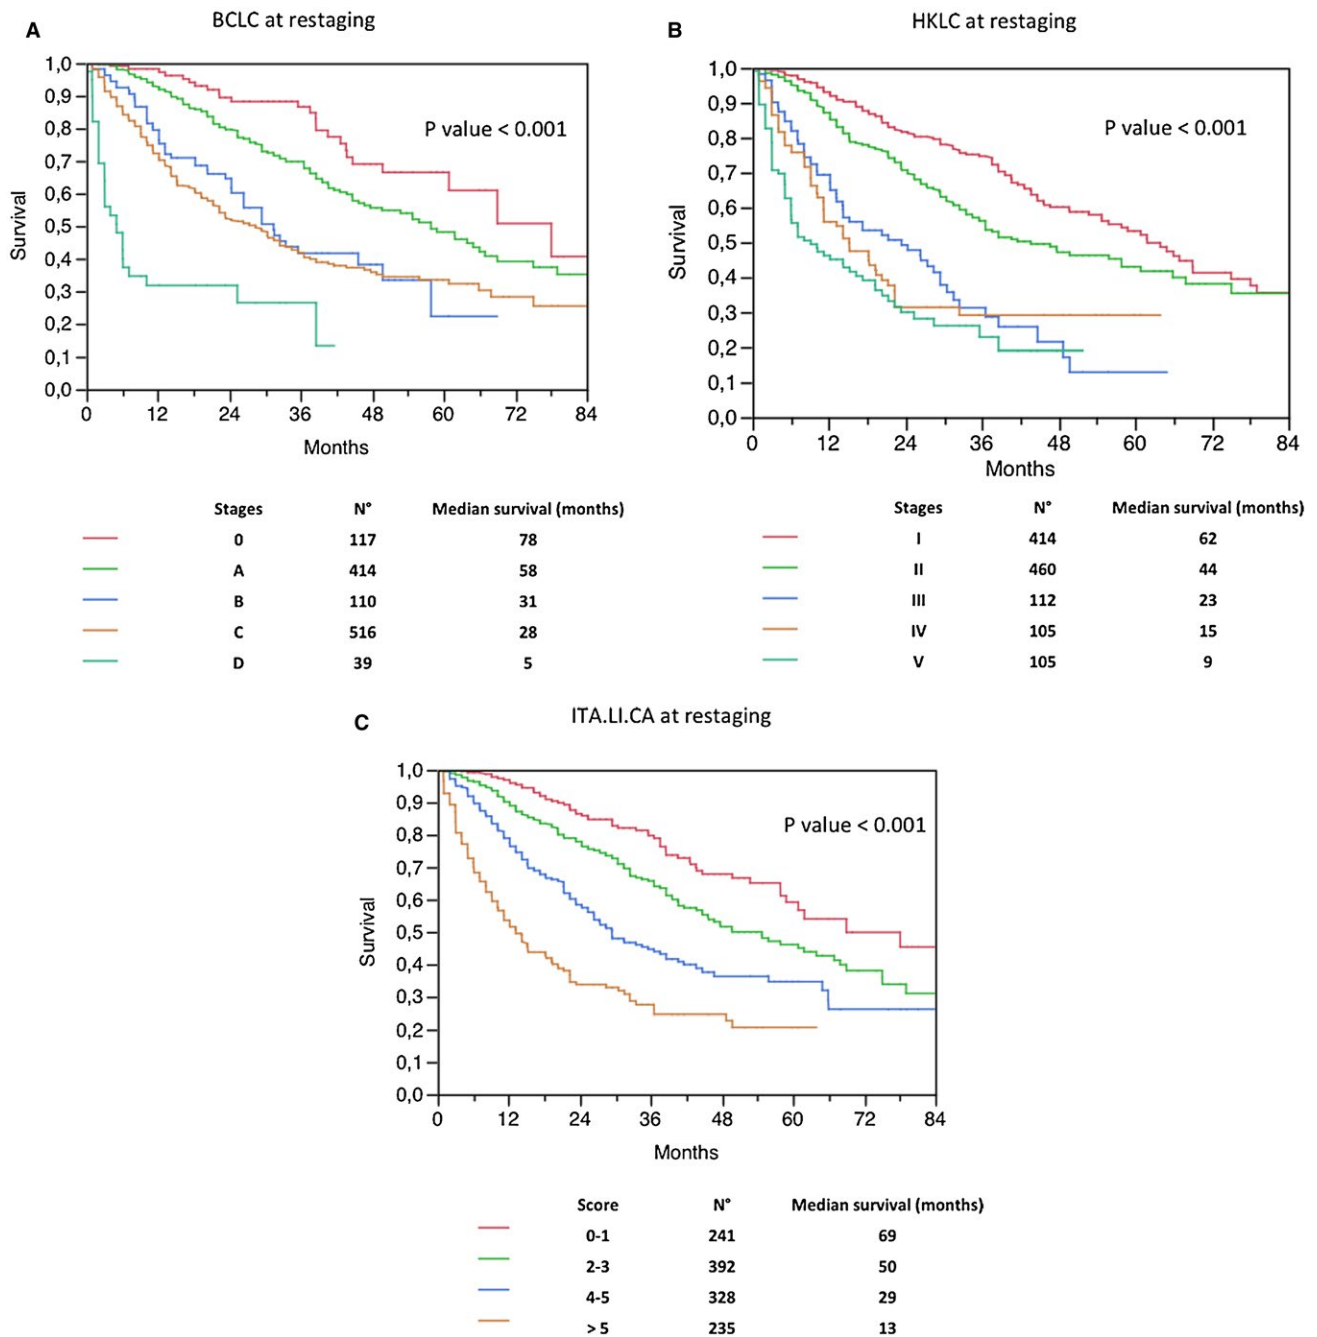 A
BCLC at restaging
P value < 0.001
Survival
1,0
0,9
0,8
0,7
0,6
0,5
0,4
0,3
0,2
0,1
0,0
0 12 24 36 48 60 72 84
Months
Stages N° Median survival (months)
0 117 78
A 414 58
B 110 31
C 516 28
D 39 5
B
HKLC at restaging
P value < 0.001
Survival
1,0
0,9
0,8
0,7
0,6
0,5
0,4
0,3
0,2
0,1
0,0
0 12 24 36 48 60 72 84
Months
Stages N° Median survival (months)
I 414 62
II 460 44
III 112 23
IV 105 15
V 105 9
C
ITA.LI.CA at restaging
P value < 0.001
Survival
1,0
0,9
0,8
0,7
0,6
0,5
0,4
0,3
0,2
0,1
0,0
0 12 24 36 48 60 72 84
Months
Score N° Median survival (months)
0-1 241 69
2-3 392 50
4-5 328 29
> 5 235 13